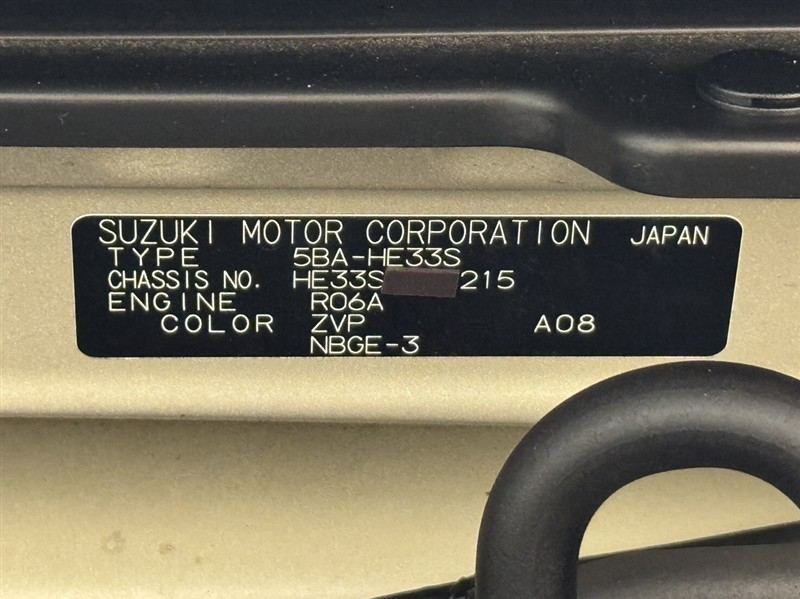 SUZUKI MOTOR CORPORATION JAPAN
TYPE 5BA-HE33S
CHASSIS NO. HE33S 215
ENGINE R06A
COLOR ZVP A08
NBGE-3